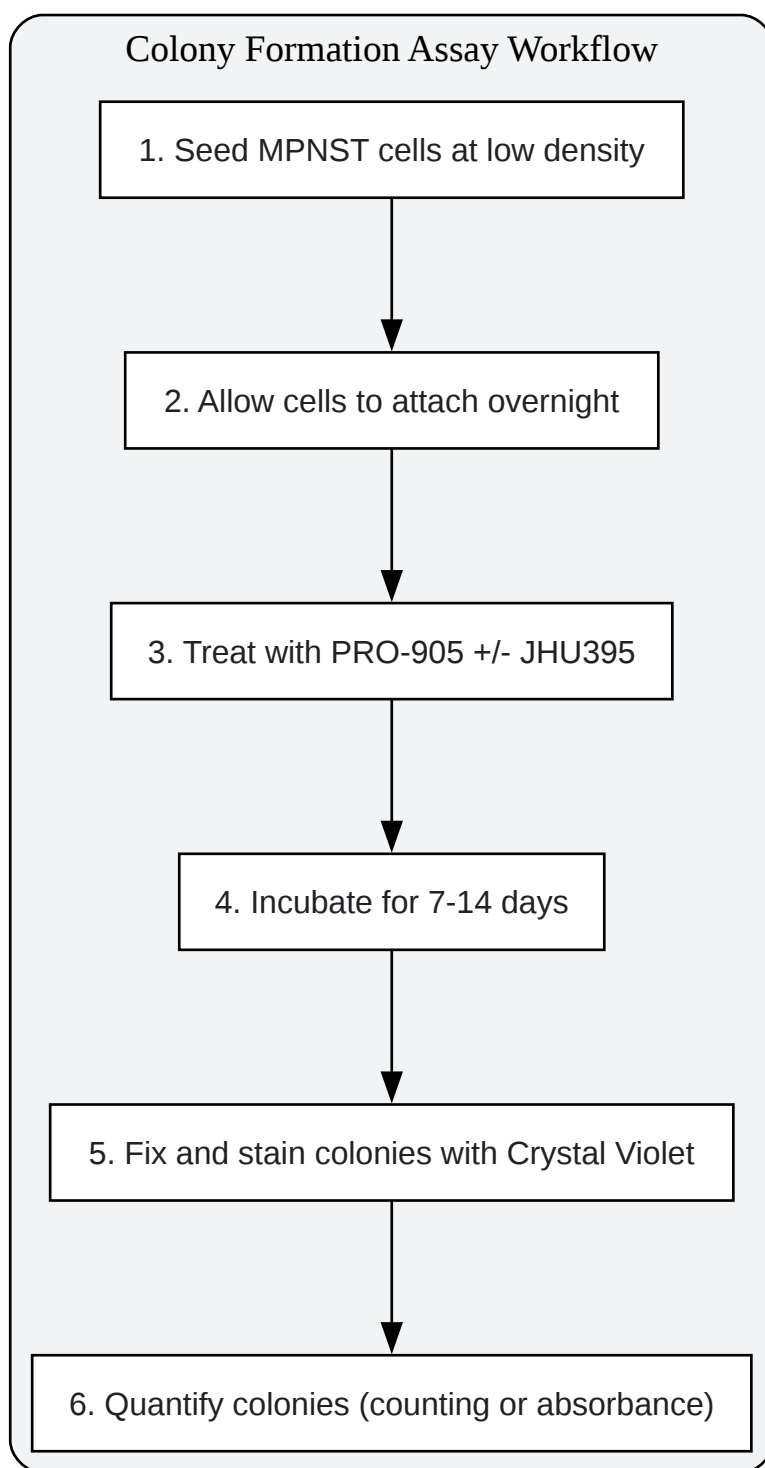 Colony Formation Assay Workflow
1. Seed MPNST cells at low density
2. Allow cells to attach overnight
3. Treat with PRO-905 +/- JHU395
4. Incubate for 7-14 days
5. Fix and stain colonies with Crystal Violet
6. Quantify colonies (counting or absorbance)